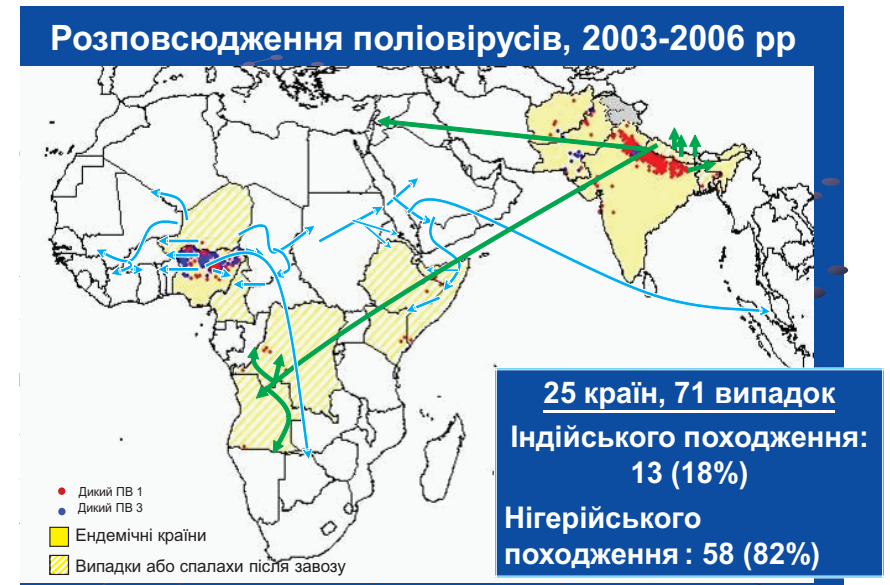 Розповсюдження поліовірусів, 2003-2006 рр
25 країн, 71 випадок
Індійського походження:
13 (18%)
Нігерійського
походження : 58 (82%)
Дикий ПВ 1
Дикий ПВ 3
Ендемічні країни
Випадки або спалахи після завозу